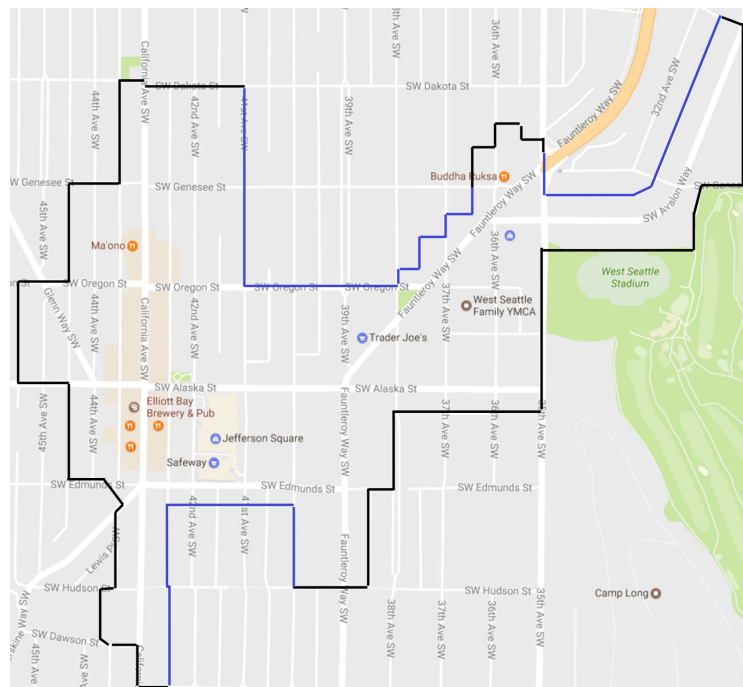 38th Ave SW
36th Ave SW
California Ave SW
44th Ave SW
SW Dakota St
42nd Ave SW
41st Ave SW
39th Ave SW
SW Dakota St
Fauntleroy Way SW
32nd Ave SW
SW Genesee St
SW Genesee St
Buddha Ruksa
Fauntleroy Way SW
SW Avalon Way
45th Ave SW
Ma'ono
36th Ave SW
West Seattle
Stadium
SW Oregon St
SW Oregon St
SW Oregon St
Fauntleroy Way SW
37th Ave SW
West Seattle
Family YMCA
Glenn Way SW
44th Ave SW
California Ave SW
42nd Ave SW
39th Ave SW
Trader Joe's
SW Alaska St
SW Alaska St
45th Ave SW
44th Ave SW
Elliott Bay
Brewery & Pub
Jefferson Square
Safeway
Fauntleroy Way SW
37th Ave SW
36th Ave SW
35th Ave SW
SW Edmunds St
SW Edmunds St
SW Edmunds St
42nd Ave SW
41st Ave SW
Fauntleroy Way SW
SW Hudson St
SW Hudson St
Camp Long
38th Ave SW
37th Ave SW
36th Ave SW
35th Ave SW
SW Dawson St
45th Ave SW